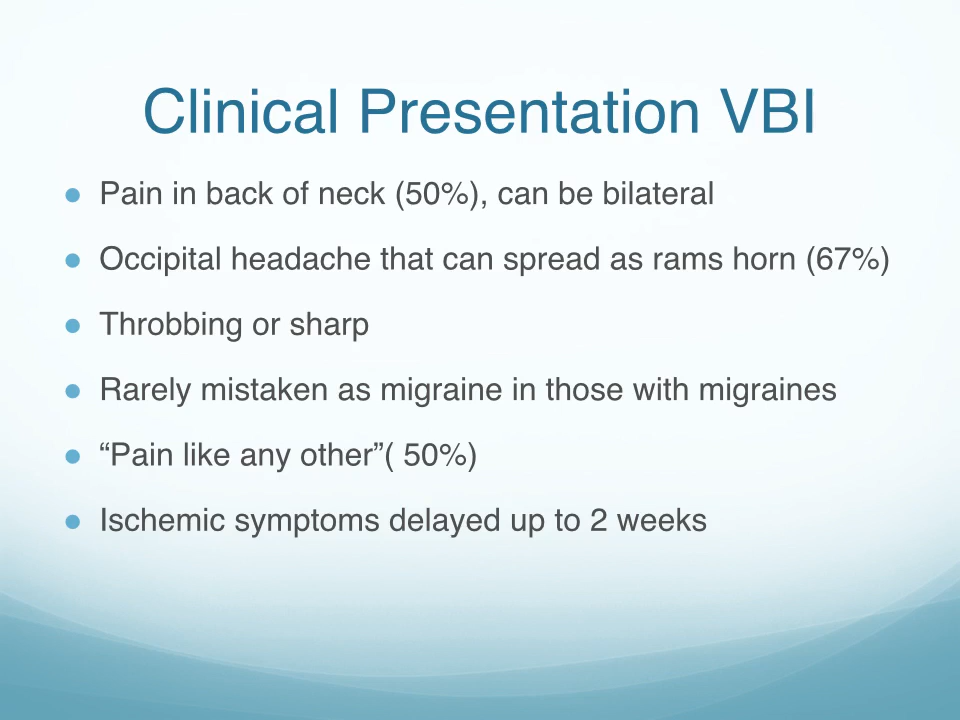 Clinical Presentation VBI
● Pain in back of neck (50%), can be bilateral
● Occipital headache that can spread as rams horn (67%)
● Throbbing or sharp
● Rarely mistaken as migraine in those with migraines
● “Pain like any other”( 50%)
● Ischemic symptoms delayed up to 2 weeks